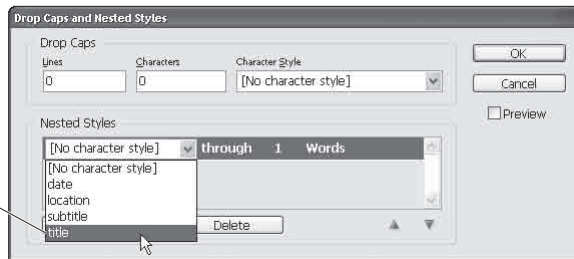 Drop Caps and Nested Styles
Drop Caps
Lines Characters Character Style
0 0 [No character style]
OK
Cancel
Preview
Nested Styles
[No character style] through 1 Words
[No character style]
date
location
subtitle
title
Delete